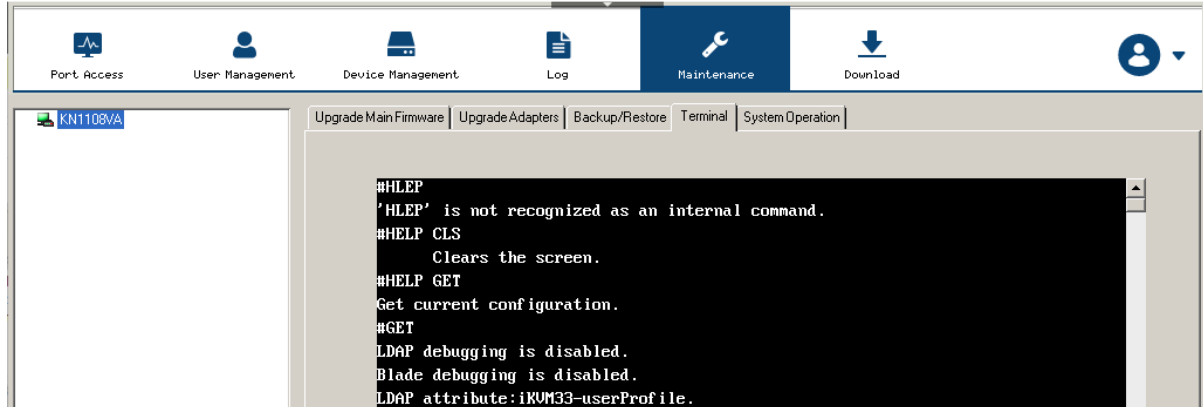 Port Access User Management Device Management Log Maintenance Download
KN1108VA
Upgrade Main Firmware Upgrade Adapters Backup/Restore Terminal System Operation
#HLEP
'HLEP' is not recognized as an internal command.
#HELP CLS
Clears the screen.
#HELP GET
Get current configuration.
#GET
LDAP debugging is disabled.
Blade debugging is disabled.
LDAP attribute:iKVM33-userProfile.